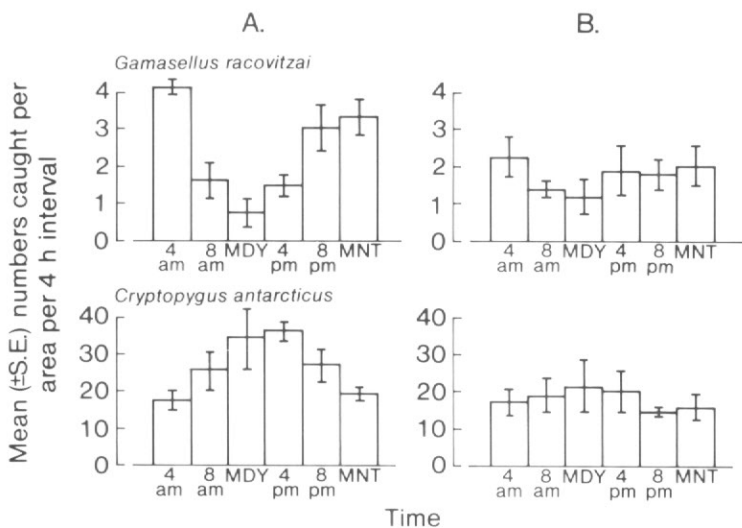 A.
B.
Gamasellus racovitzai
Mean (±S.E.) numbers caught per
area per 4 h interval
4
3
2
1
0
4 am 8 am MDY 4 pm 8 pm MNT
4
3
2
1
0
4 am 8 am MDY 4 pm 8 pm MNT
Cryptopygus antarcticus
40
30
20
10
0
4 am 8 am MDY 4 pm 8 pm MNT
40
30
20
10
0
4 am 8 am MDY 4 pm 8 pm MNT
Time